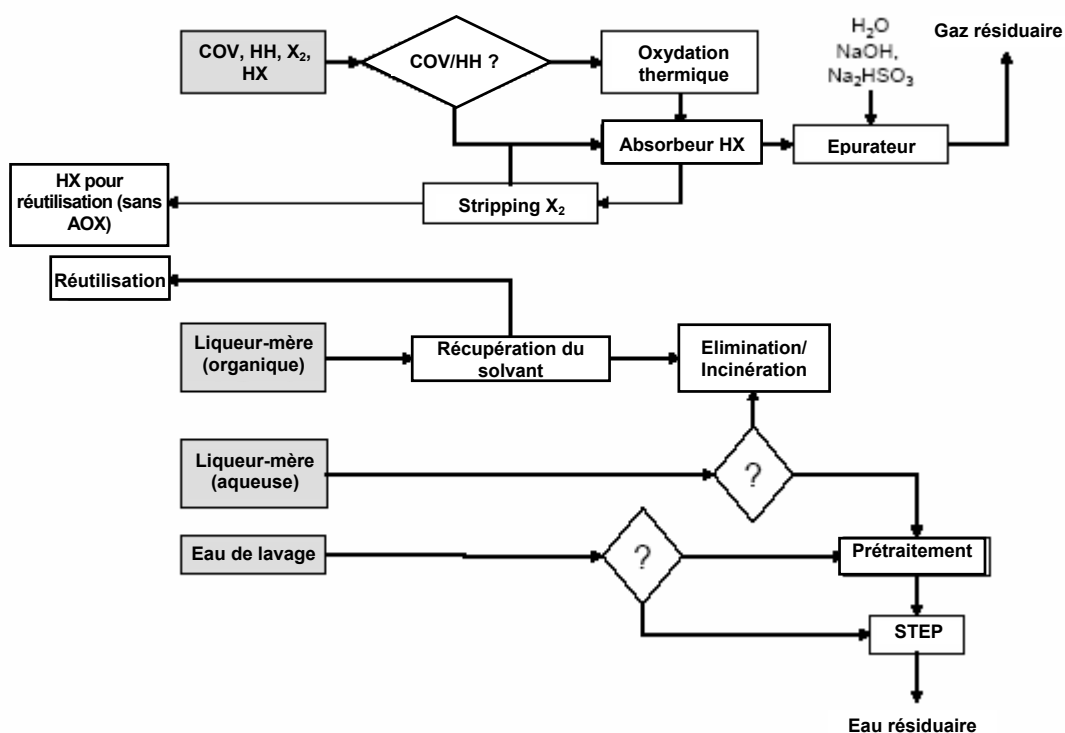 COV, HH, X₂,
HX
COV/HH ?
Oxydation
thermique
H₂O
NaOH,
Na₂HSO₃
Gaz résiduaire
Absorbeur HX
Epurateur
HX pour
réutilisation (sans
AOX)
Stripping X₂
Réutilisation
Liqueur-mère
(organique)
Récupération du
solvant
Elimination/
Incinération
Liqueur-mère
(aqueuse)
?
Eau de lavage
?
Prétraitement
STEP
Eau résiduaire